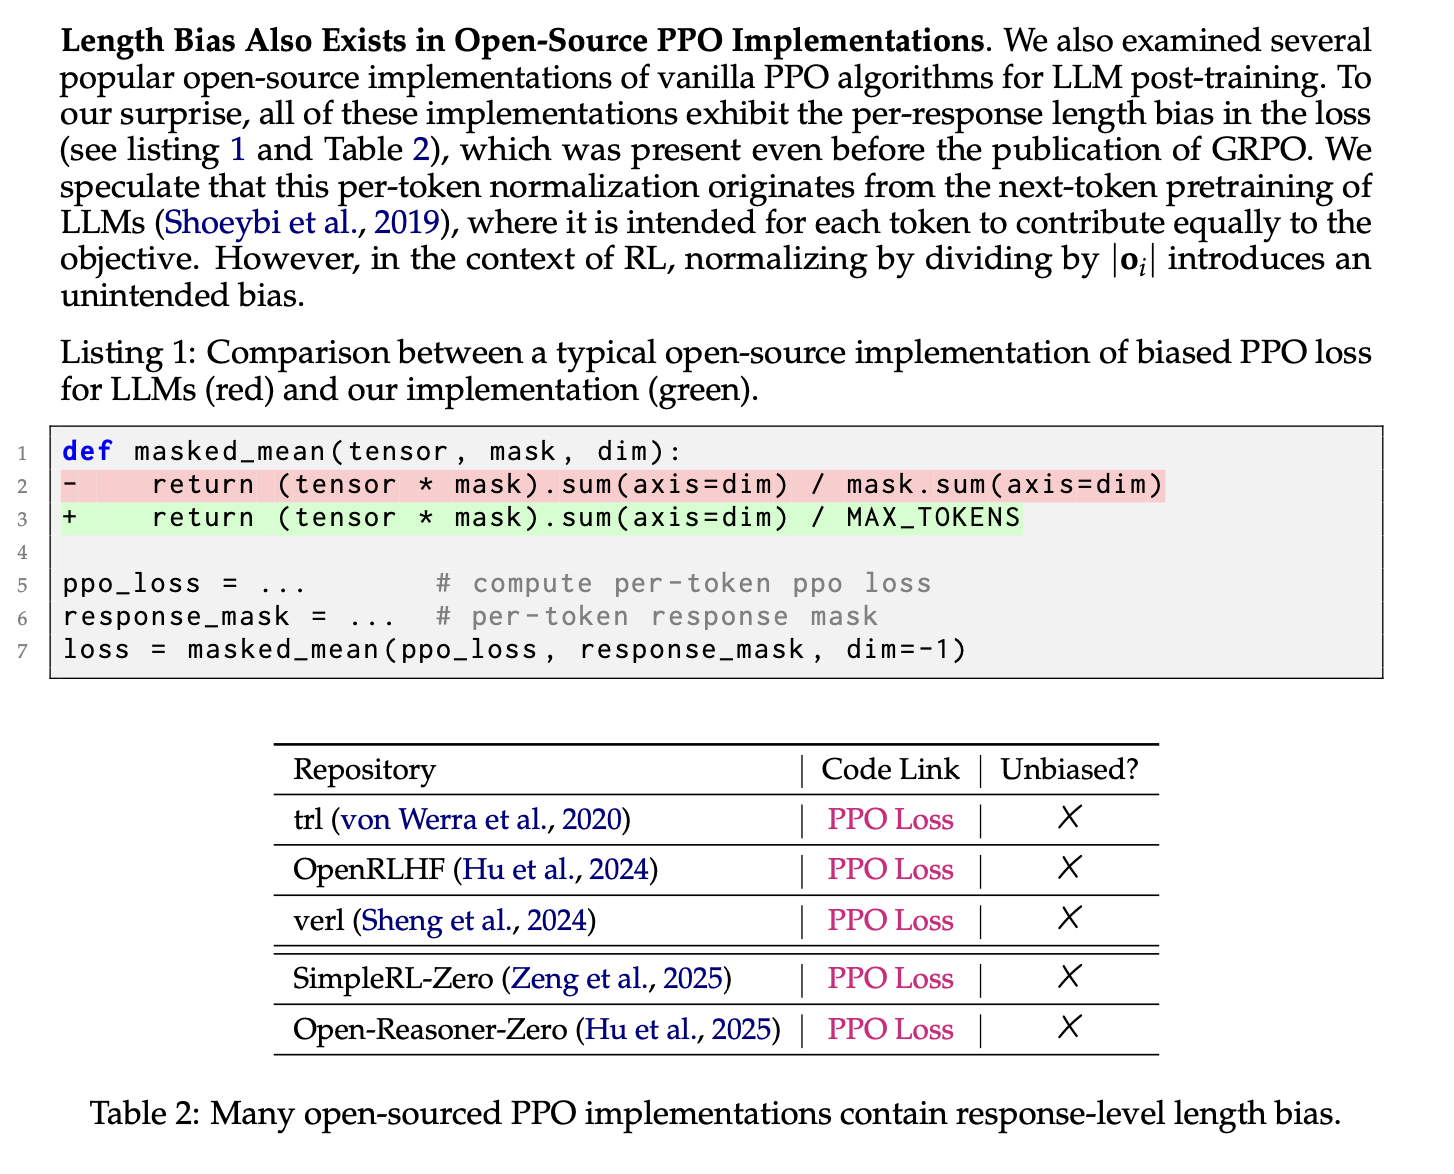 Length Bias Also Exists in Open-Source PPO Implementations. We also examined several
popular open-source implementations of vanilla PPO algorithms for LLM post-training. To
our surprise, all of these implementations exhibit the per-response length bias in the loss
(see listing 1 and Table 2), which was present even before the publication of GRPO. We
speculate that this per-token normalization originates from the next-token pretraining of
LLMs (Shoeybi et al., 2019), where it is intended for each token to contribute equally to the
objective. However, in the context of RL, normalizing by dividing by |oᵢ| introduces an
unintended bias.
Listing 1: Comparison between a typical open-source implementation of biased PPO loss
for LLMs (red) and our implementation (green).
1 def masked_mean(tensor, mask, dim):
2 -    return (tensor * mask).sum(axis=dim) / mask.sum(axis=dim)
3 +    return (tensor * mask).sum(axis=dim) / MAX_TOKENS
4
5 ppo_loss = ...       # compute per-token ppo loss
6 response_mask = ...  # per-token response mask
7 loss = masked_mean(ppo_loss, response_mask, dim=-1)
Repository | Code Link | Unbiased?
trl (von Werra et al., 2020) | PPO Loss | ✗
OpenRLHF (Hu et al., 2024) | PPO Loss | ✗
verl (Sheng et al., 2024) | PPO Loss | ✗
SimpleRL-Zero (Zeng et al., 2025) | PPO Loss | ✗
Open-Reasoner-Zero (Hu et al., 2025) | PPO Loss | ✗
Table 2: Many open-sourced PPO implementations contain response-level length bias.